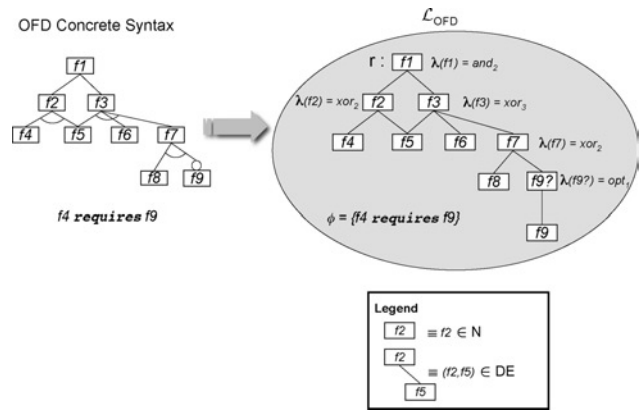 OFD Concrete Syntax
f1
f2 f3
f4 f5 f6 f7
f8 f9
f4 requires f9
ℒOFD
r : f1 λ(f1) = and₂
λ(f2) = xor₂ f2 f3 λ(f3) = xor₃
f4 f5 f6 f7 λ(f7) = xor₂
f8 f9? λ(f9?) = opt₁
f9
ϕ = {f4 requires f9}
Legend
f2 ≡ f2 ∈ N
f2
≡ (f2,f5) ∈ DE
f5